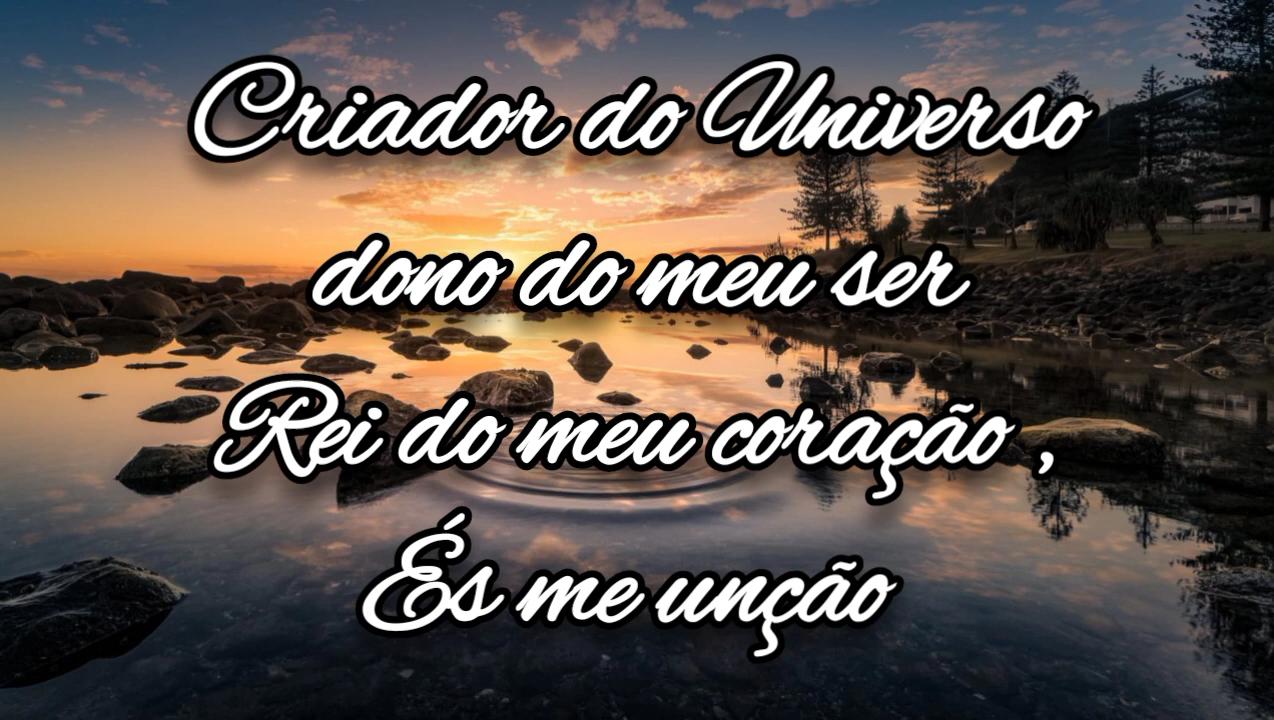 Criador do Universo
dono do meu ser
Rei do meu coração ,
És me unção